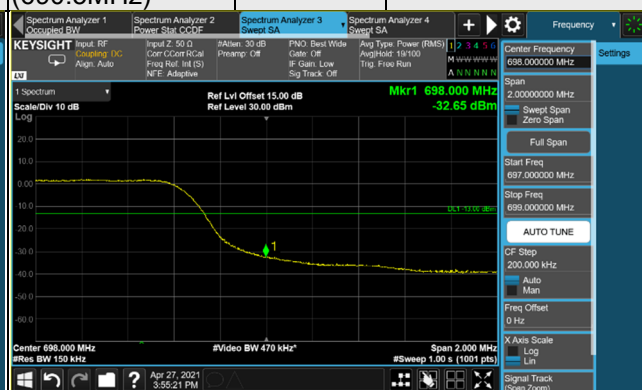 (698.5MHz)
Spectrum Analyzer 1
Occupied BW
Spectrum Analyzer 2
Power Stat CCDF
Spectrum Analyzer 3
Swept SA
Spectrum Analyzer 4
Swept SA
Frequency
KEYSIGHT
Input: RF
Coupling: DC
Align: Auto
Input Z: 50 Ω
Corr CCorr RCal
Freq Ref: Int (S)
NFE: Adaptive
#Atten: 30 dB
Preamp: Off
PNO: Best Wide
Gate: Off
IF Gain: Low
Sig Track: Off
Avg Type: Power (RMS)
Avg|Hold: 19/100
Trig: Free Run
1 2 3 4 5 6
M W W W W W
A N N N N N
LXI
1 Spectrum
Scale/Div 10 dB
Log
Ref Lvl Offset 15.00 dB
Ref Level 30.00 dBm
Mkr1 698.000 MHz
-32.65 dBm
20.0
10.0
0.00
-10.0
-20.0
-30.0
-40.0
-50.0
-60.0
DL1 -13.00 dBm
1
Center 698.000 MHz
#Res BW 150 kHz
#Video BW 470 kHz*
Span 2.000 MHz
#Sweep 1.00 s (1001 pts)
Apr 27, 2021
3:55:21 PM
Center Frequency
698.000000 MHz
Span
2.00000000 MHz
Swept Span
Zero Span
Full Span
Start Freq
697.000000 MHz
Stop Freq
699.000000 MHz
AUTO TUNE
CF Step
200.000 kHz
Auto
Man
Freq Offset
0 Hz
X Axis Scale
Log
Lin
Signal Track
(Span Zoom)
Settings